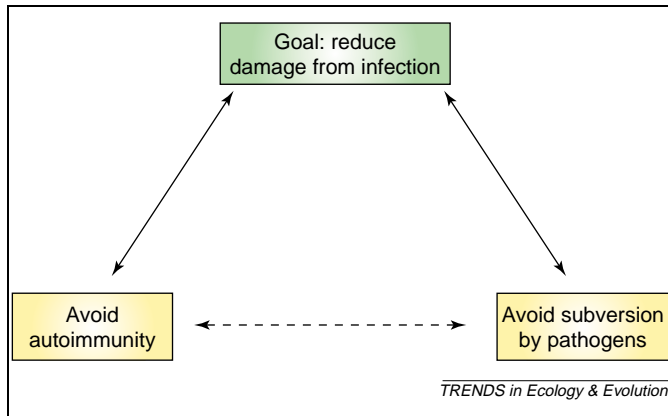 Goal: reduce
damage from infection
Avoid
autoimmunity
Avoid subversion
by pathogens
TRENDS in Ecology & Evolution